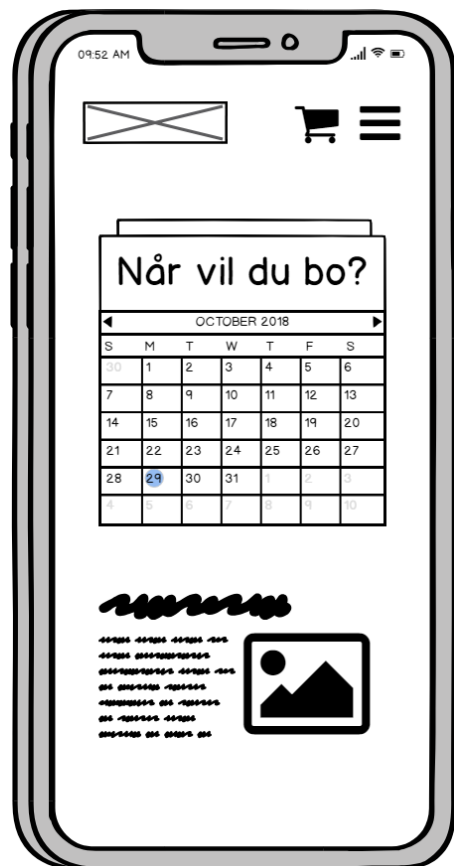 09:52 AM
Når vil du bo?
OCTOBER 2018
S M T W T F S
30 1 2 3 4 5 6
7 8 9 10 11 12 13
14 15 16 17 18 19 20
21 22 23 24 25 26 27
28 29 30 31 1 2 3
4 5 6 7 8 9 10